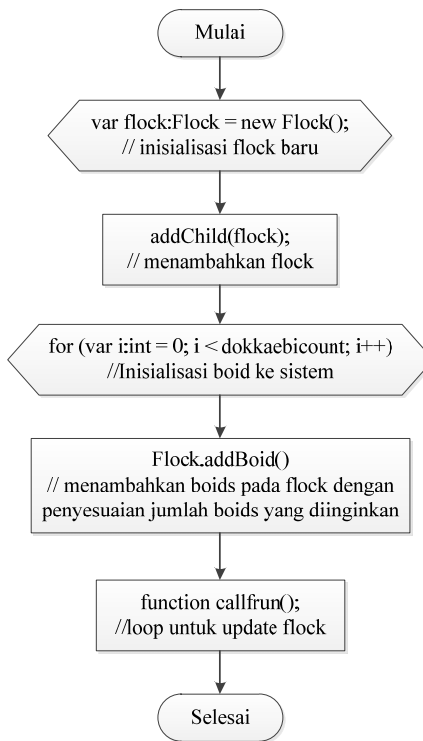 Mulai
var flock:Flock = new Flock();
// inisialisasi flock baru
addChild(flock);
// menambahkan flock
for (var i:int = 0; i < dokkaebicount; i++)
//Inisialisasi boid ke sistem
Flock.addBoid()
// menambahkan boids pada flock dengan
penyesuaian jumlah boids yang diinginkan
function callfrun();
//loop untuk update flock
Selesai